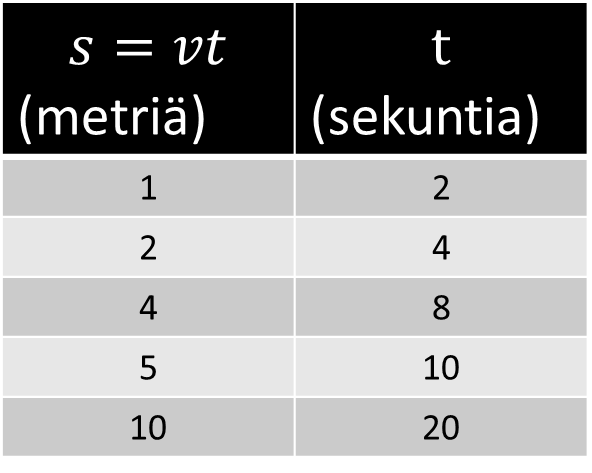 s = vt t
(metriä) (sekuntia)
1 2
2 4
4 8
5 10
10 20